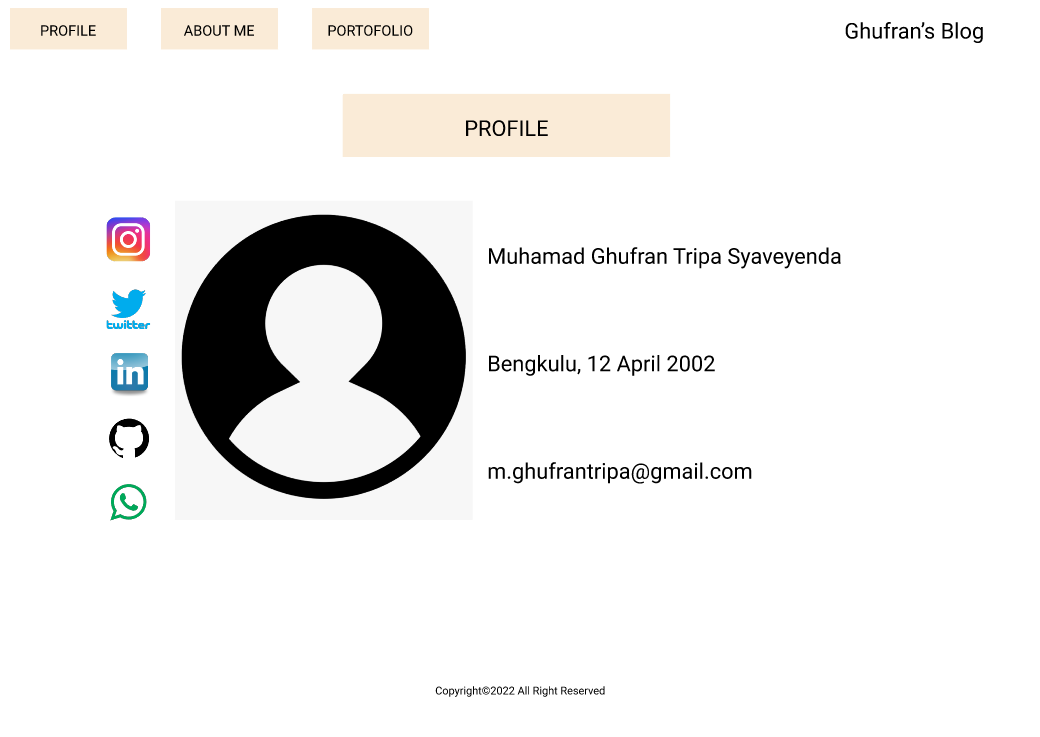 PROFILE
ABOUT ME
PORTOFOLIO
Ghufran’s Blog
PROFILE
Muhamad Ghufran Tripa Syaveyenda
twitter
in
Bengkulu, 12 April 2002
m.ghufrantripa@gmail.com
Copyright©2022 All Right Reserved